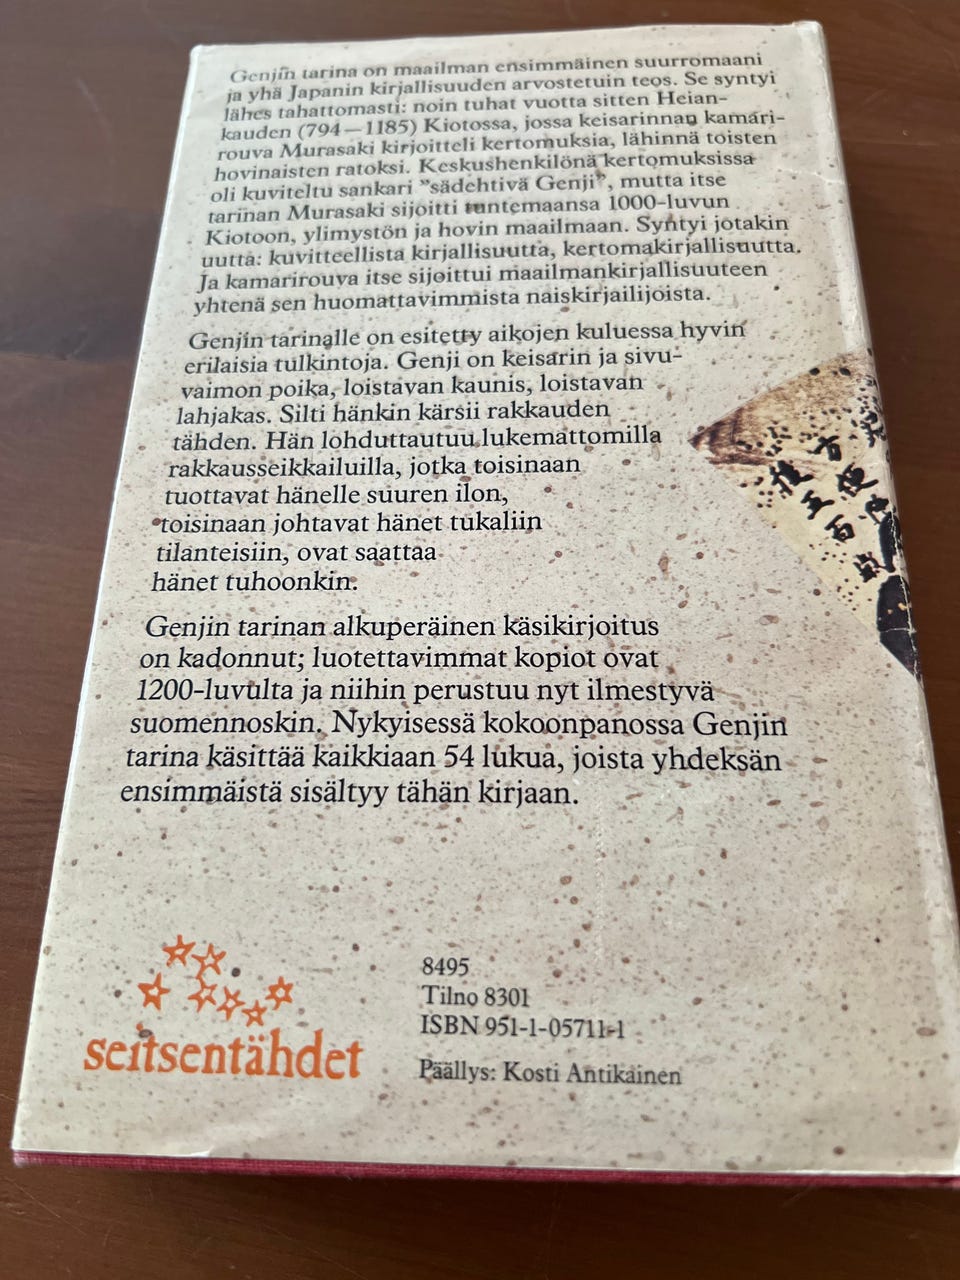 Genjin tarina on maailman ensimmäinen suurromaani
ja yhä Japanin kirjallisuuden arvostetuin teos. Se syntyi
lähes tahattomasti: noin tuhat vuotta sitten Heian-
kauden (794—1185) Kiotossa, jossa keisarinnan kamari-
rouva Murasaki kirjoitteli kertomuksia, lähinnä toisten
hovinaisten ratoksi. Keskushenkilönä kertomuksissa
oli kuviteltu sankari ”sädehtivä Genji”, mutta itse
tarinan Murasaki sijoitti tuntemaansa 1000-luvun
Kiotoon, ylimystön ja hovin maailmaan. Syntyi jotakin
uutta: kuvitteellista kirjallisuutta, kertomakirjallisuutta.
Ja kamarirouva itse sijoittui maailmankirjallisuuteen
yhtenä sen huomattavimmista naiskirjailijoista.
Genjin tarinalle on esitetty aikojen kuluessa hyvin
erilaisia tulkintoja. Genji on keisarin ja sivu-
vaimon poika, loistavan kaunis, loistavan
lahjakas. Silti hänkin kärsii rakkauden
tähden. Hän lohduttautuu lukemattomilla
rakkausseikkailuilla, jotka toisinaan
tuottavat hänelle suuren ilon,
toisinaan johtavat hänet tukaliin
tilanteisiin, ovat saattaa
hänet tuhoonkin.
Genjin tarinan alkuperäinen käsikirjoitus
on kadonnut; luotettavimmat kopiot ovat
1200-luvulta ja niihin perustuu nyt ilmestyvä
suomennoskin. Nykyisessä kokoonpanossa Genjin
tarina käsittää kaikkiaan 54 lukua, joista yhdeksän
ensimmäistä sisältyy tähän kirjaan.
方便
五百
seitsentähdet
8495
Tilno 8301
ISBN 951-1-05711-1
Päällys: Kosti Antikainen